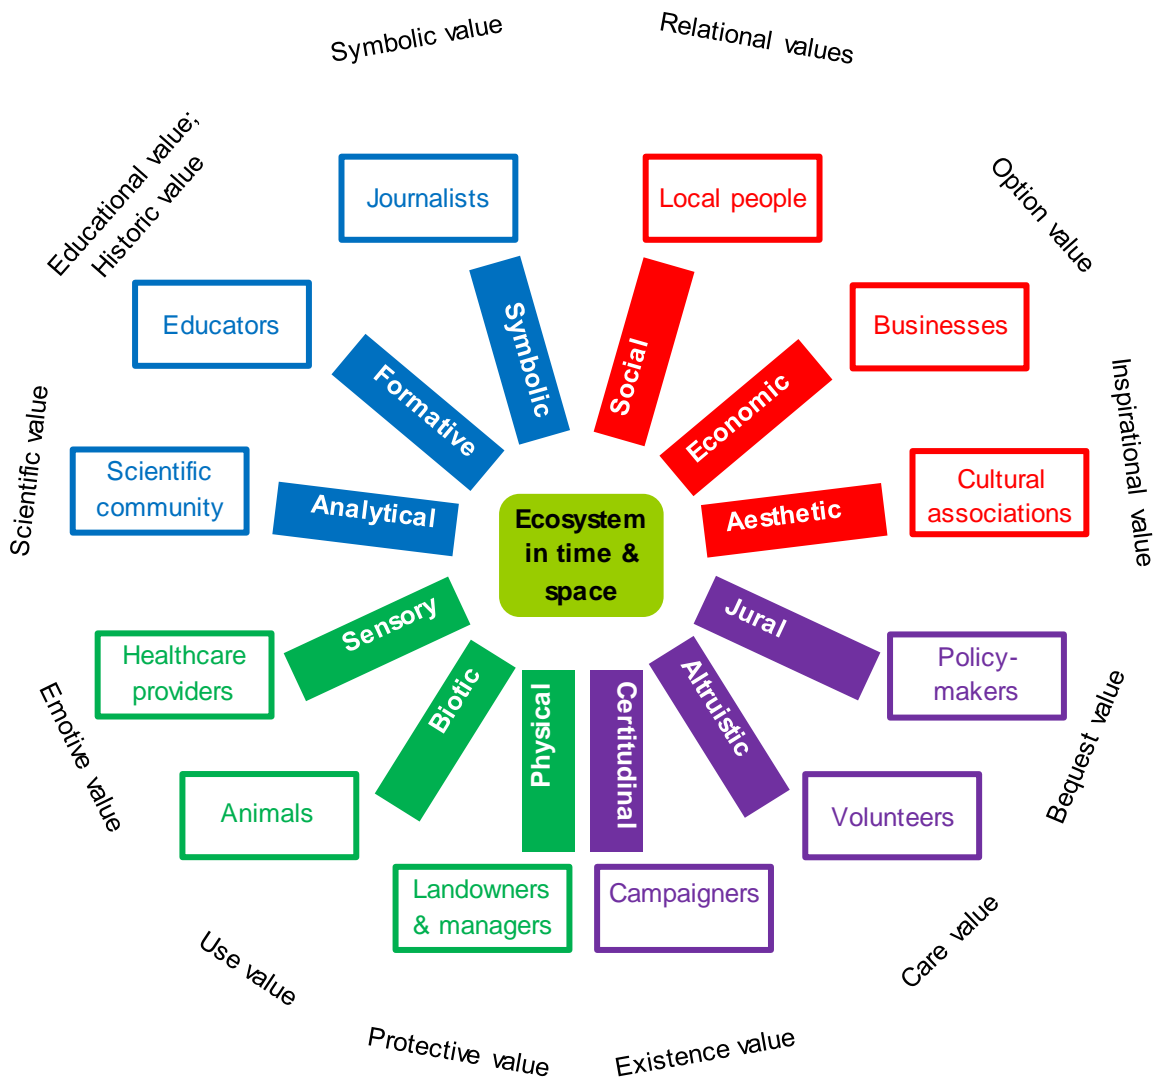 Symbolic value
Relational values
Educational value;
Historic value
Journalists
Local people
Option value
Educators
Symbolic
Social
Businesses
Formative
Economic
Scientific value
Inspirational value
Scientific
community
Analytical
Ecosystem
in time &
space
Aesthetic
Cultural
associations
Sensory
Jural
Healthcare
providers
Biotic
Physical
Certitudinal
Altruistic
Policy-
makers
Emotive value
Bequest value
Animals
Volunteers
Landowners
& managers
Campaigners
Use value
Care value
Protective value
Existence value